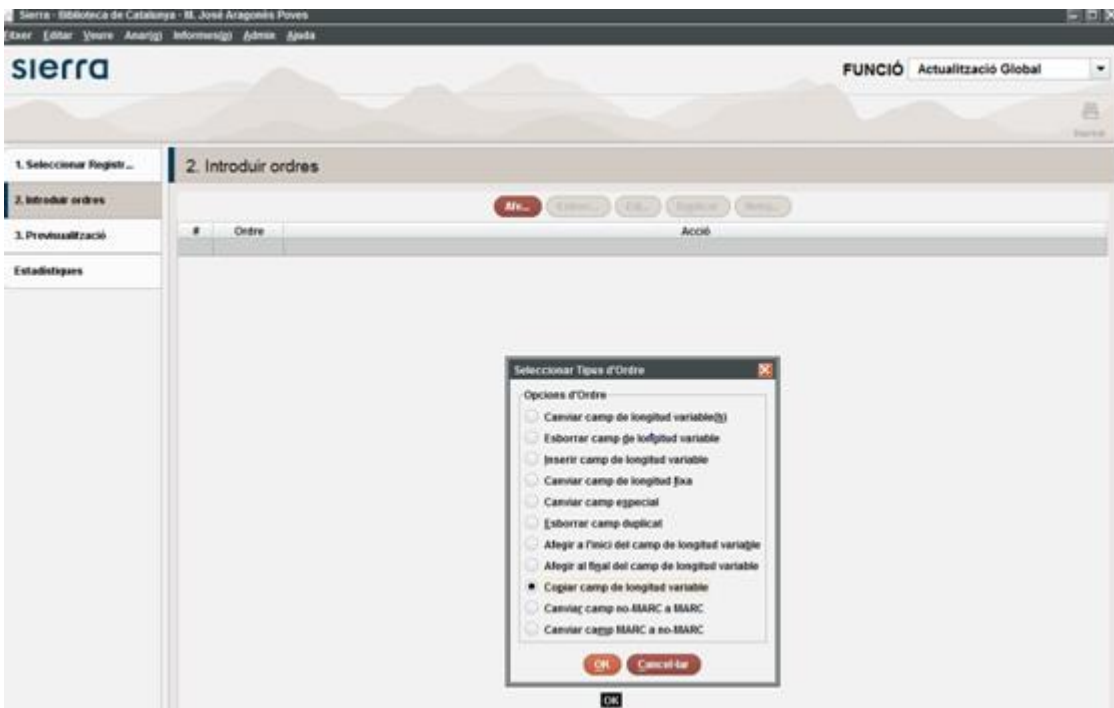 Sierra - Biblioteca de Catalunya - M. José Aragonés Poves
Fitxer Editar Veure Anar(g) Informes(p) Admin Ajuda
sierra
FUNCIÓ Actualització Global
1. Seleccionar Registr...
2. Introduir ordres
2. Introduir ordres
3. Previsualització
# Ordre Acció
Estadístiques
Seleccionar Tipus d'Ordre
Opcions d'Ordre
Canviar camp de longitud variable(h)
Esborrar camp de longitud variable
Inserir camp de longitud variable
Canviar camp de longitud fixa
Canviar camp especial
Esborrar camp duplicat
Afegir a l'inici del camp de longitud variable
Afegir al final del camp de longitud variable
Copiar camp de longitud variable
Canviar camp no-MARC a MARC
Canviar camp MARC a no-MARC
OK Cancel·lar
OK